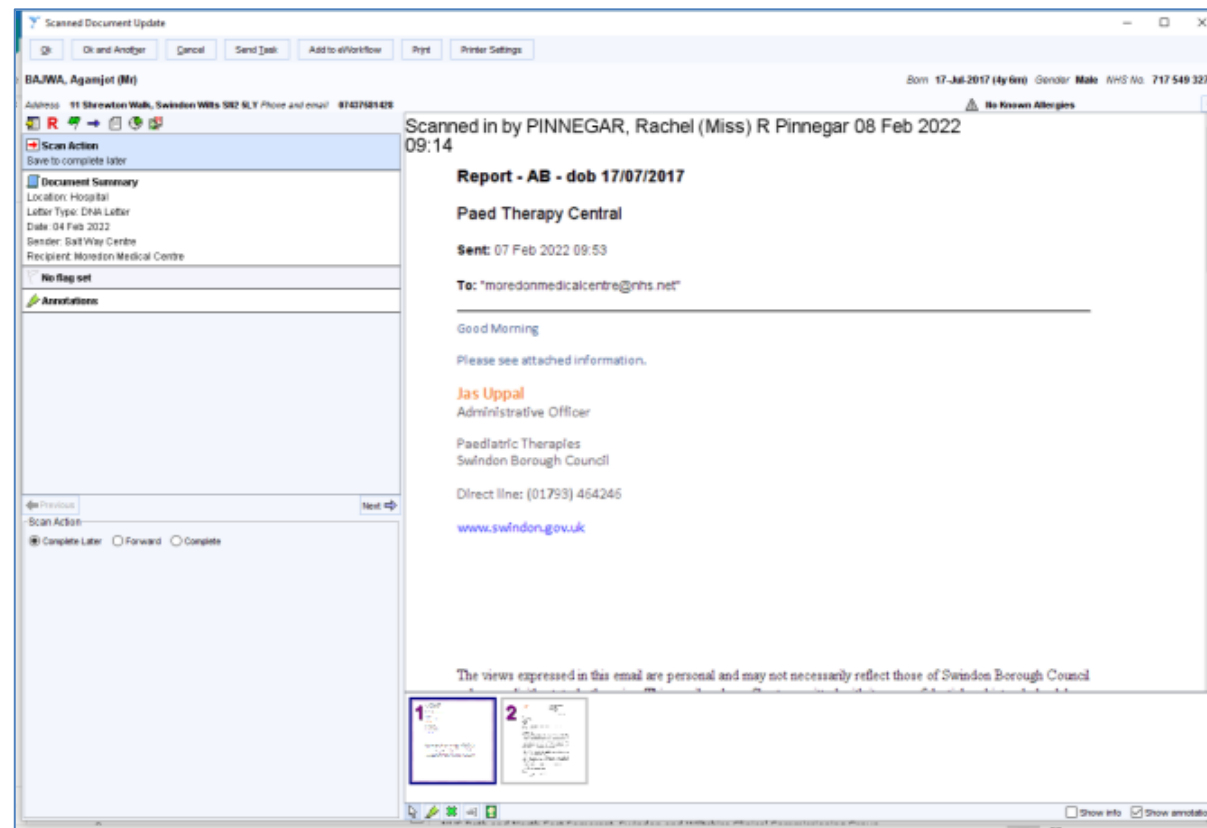 Scanned Document Update
Ok Ok and Another Cancel Send Task Add to eWorkflow Print Printer Settings
BAJWA, Agamjot (Mr)
Born 17-Jul-2017 (4y 6m) Gender Male NHS No. 717 549 327
Address 11 Shrewton Walk, Swindon Wilts SN2 5LY Phone and email 07437501428
No Known Allergies
Scan Action
Save to complete later
Document Summary
Location: Hospital
Letter Type: DNA Letter
Date: 04 Feb 2022
Sender: Salt Way Centre
Recipient: Moredon Medical Centre
No flag set
Annotations
Previous Next
Scan Action
Complete Later Forward Complete
Scanned in by PINNEGAR, Rachel (Miss) R Pinnegar 08 Feb 2022
09:14
Report - AB - dob 17/07/2017
Paed Therapy Central
Sent: 07 Feb 2022 09:53
To: "moredonmedicalcentre@nhs.net"
Good Morning
Please see attached information.
Jas Uppal
Administrative Officer
Paediatric Therapies
Swindon Borough Council
Direct line: (01793) 464246
www.swindon.gov.uk
The views expressed in this email are personal and may not necessarily reflect those of Swindon Borough Council
1 2
Show info Show annotatio